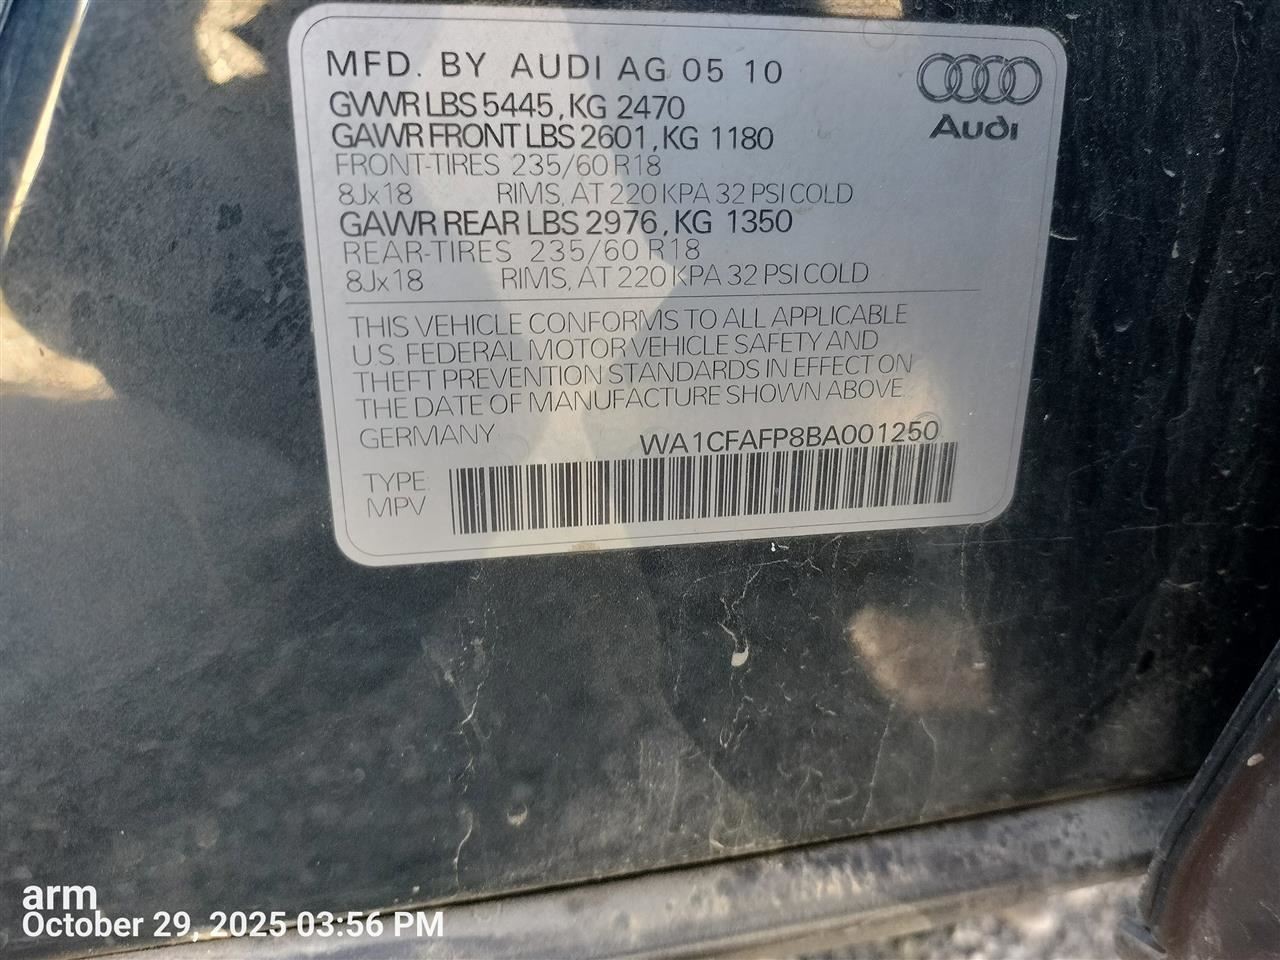 MFD. BY AUDI AG 05 10
GVWR LBS 5445, KG 2470
GAWR FRONT LBS 2601, KG 1180
FRONT-TIRES 235/60 R18
8Jx18 RIMS, AT 220 KPA 32 PSI COLD
GAWR REAR LBS 2976, KG 1350
REAR-TIRES 235/60 R18
8Jx18 RIMS, AT 220 KPA 32 PSI COLD
Audi
THIS VEHICLE CONFORMS TO ALL APPLICABLE
U.S. FEDERAL MOTOR VEHICLE SAFETY AND
THEFT PREVENTION STANDARDS IN EFFECT ON
THE DATE OF MANUFACTURE SHOWN ABOVE.
GERMANY WA1CFAFP8BA001250
TYPE:
MPV
arm
October 29, 2025 03:56 PM